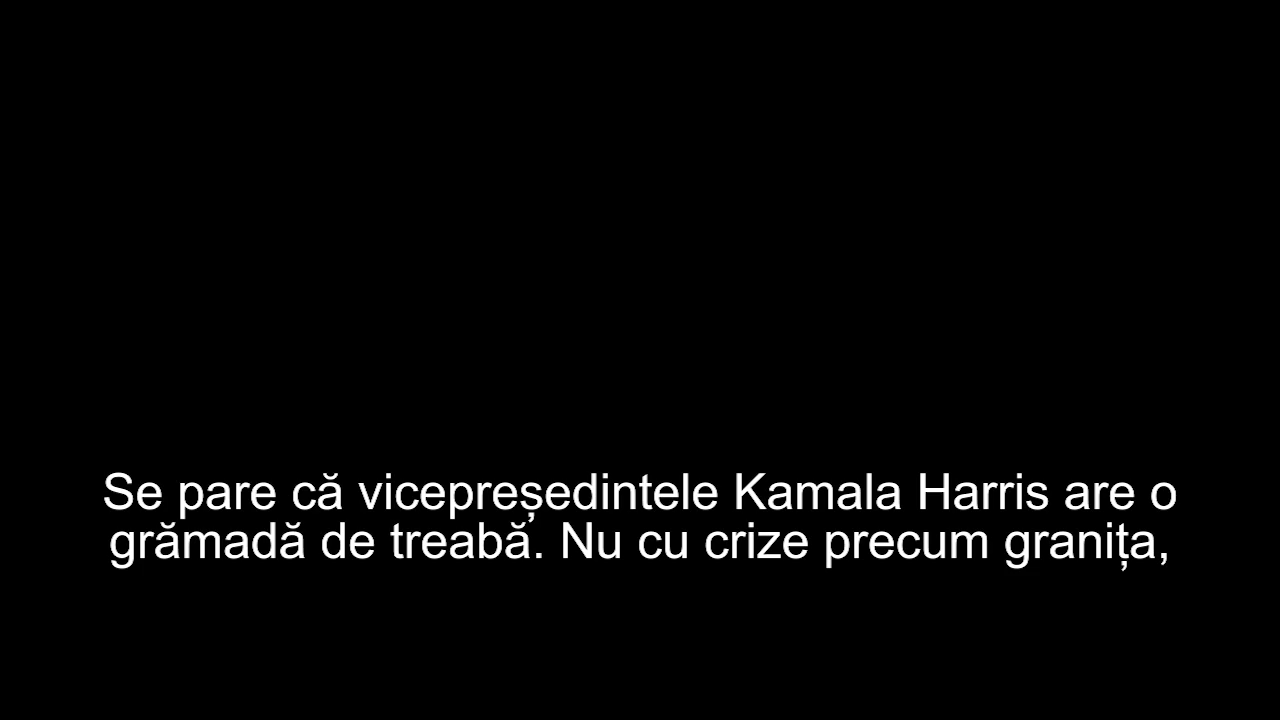 Se pare că vicepreședintele Kamala Harris are o
grămadă de treabă. Nu cu crize precum granița,